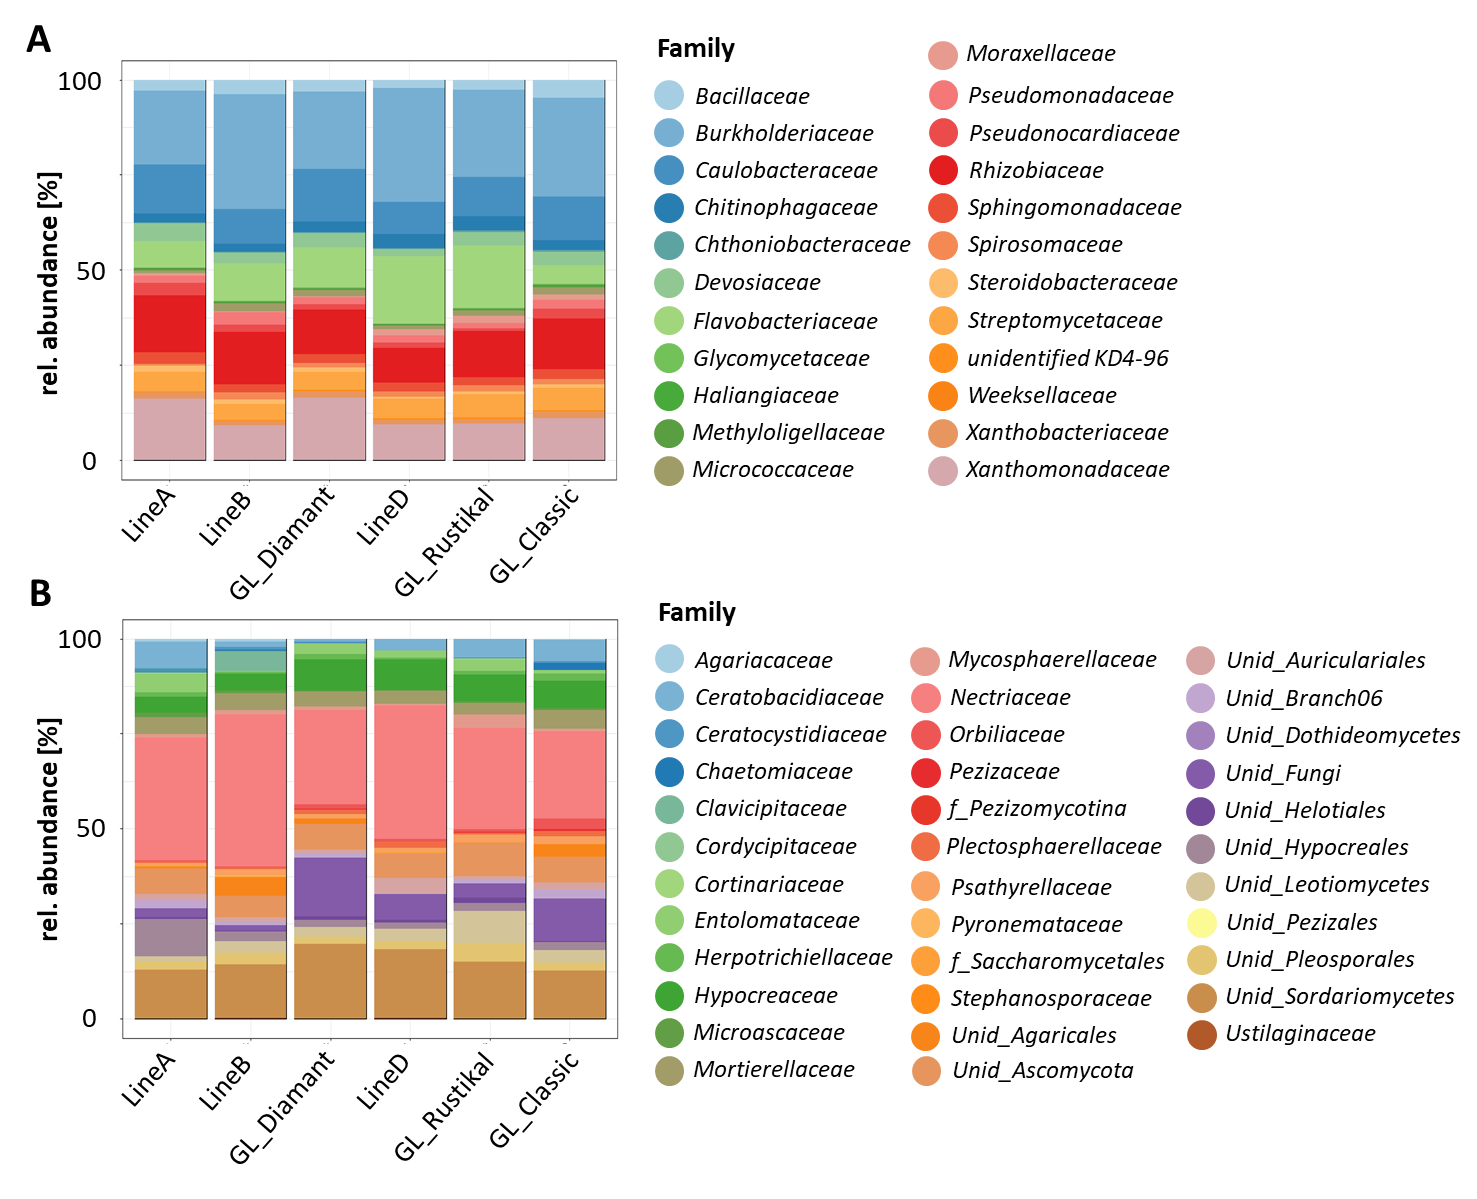 A
rel. abundance [%]
100
50
0
LineA
LineB
GL_Diamant
LineD
GL_Rustikal
GL_Classic
Family
Bacillaceae
Burkholderiaceae
Caulobacteraceae
Chitinophagaceae
Chthoniobacteraceae
Devosiaceae
Flavobacteriaceae
Glycomycetaceae
Haliangiaceae
Methyloligellaceae
Micrococcaceae
Moraxellaceae
Pseudomonadaceae
Pseudonocardiaceae
Rhizobiaceae
Sphingomonadaceae
Spirosomaceae
Steroidobacteraceae
Streptomycetaceae
unidentified KD4-96
Weeksellaceae
Xanthobacteriaceae
Xanthomonadaceae
B
rel. abundance [%]
100
50
0
LineA
LineB
GL_Diamant
LineD
GL_Rustikal
GL_Classic
Family
Agariacaceae
Ceratobacidiaceae
Ceratocystidiaceae
Chaetomiaceae
Clavicipitaceae
Cordycipitaceae
Cortinariaceae
Entolomataceae
Herpotrichiellaceae
Hypocreaceae
Microascaceae
Mortierellaceae
Mycosphaerellaceae
Nectriaceae
Orbiliaceae
Pezizaceae
f_Pezizomycotina
Plectosphaerellaceae
Psathyrellaceae
Pyronemataceae
f_Saccharomycetales
Stephanosporaceae
Unid_Agaricales
Unid_Ascomycota
Unid_Auriculariales
Unid_Branch06
Unid_Dothideomycetes
Unid_Fungi
Unid_Helotiales
Unid_Hypocreales
Unid_Leotiomycetes
Unid_Pezizales
Unid_Pleosporales
Unid_Sordariomycetes
Ustilaginaceae